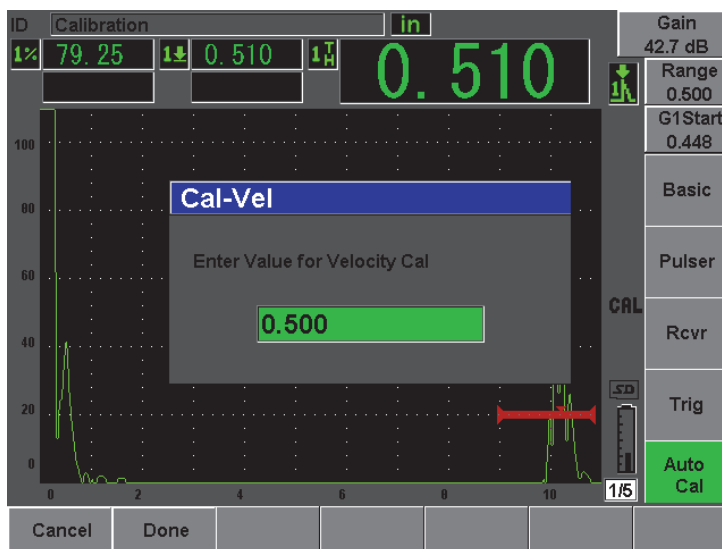 ID Calibration in Gain
42.7 dB
1% 79.25 1 0.510 1TH 0.510
Range
0.500
G1Start
0.448
Basic
Pulser
Rcvr
Trig
Auto
Cal
100
80
60
40
20
0
Cal-Vel
Enter Value for Velocity Cal
0.500
CAL
SD
0 2 4 6 8 10 1/5
Cancel Done